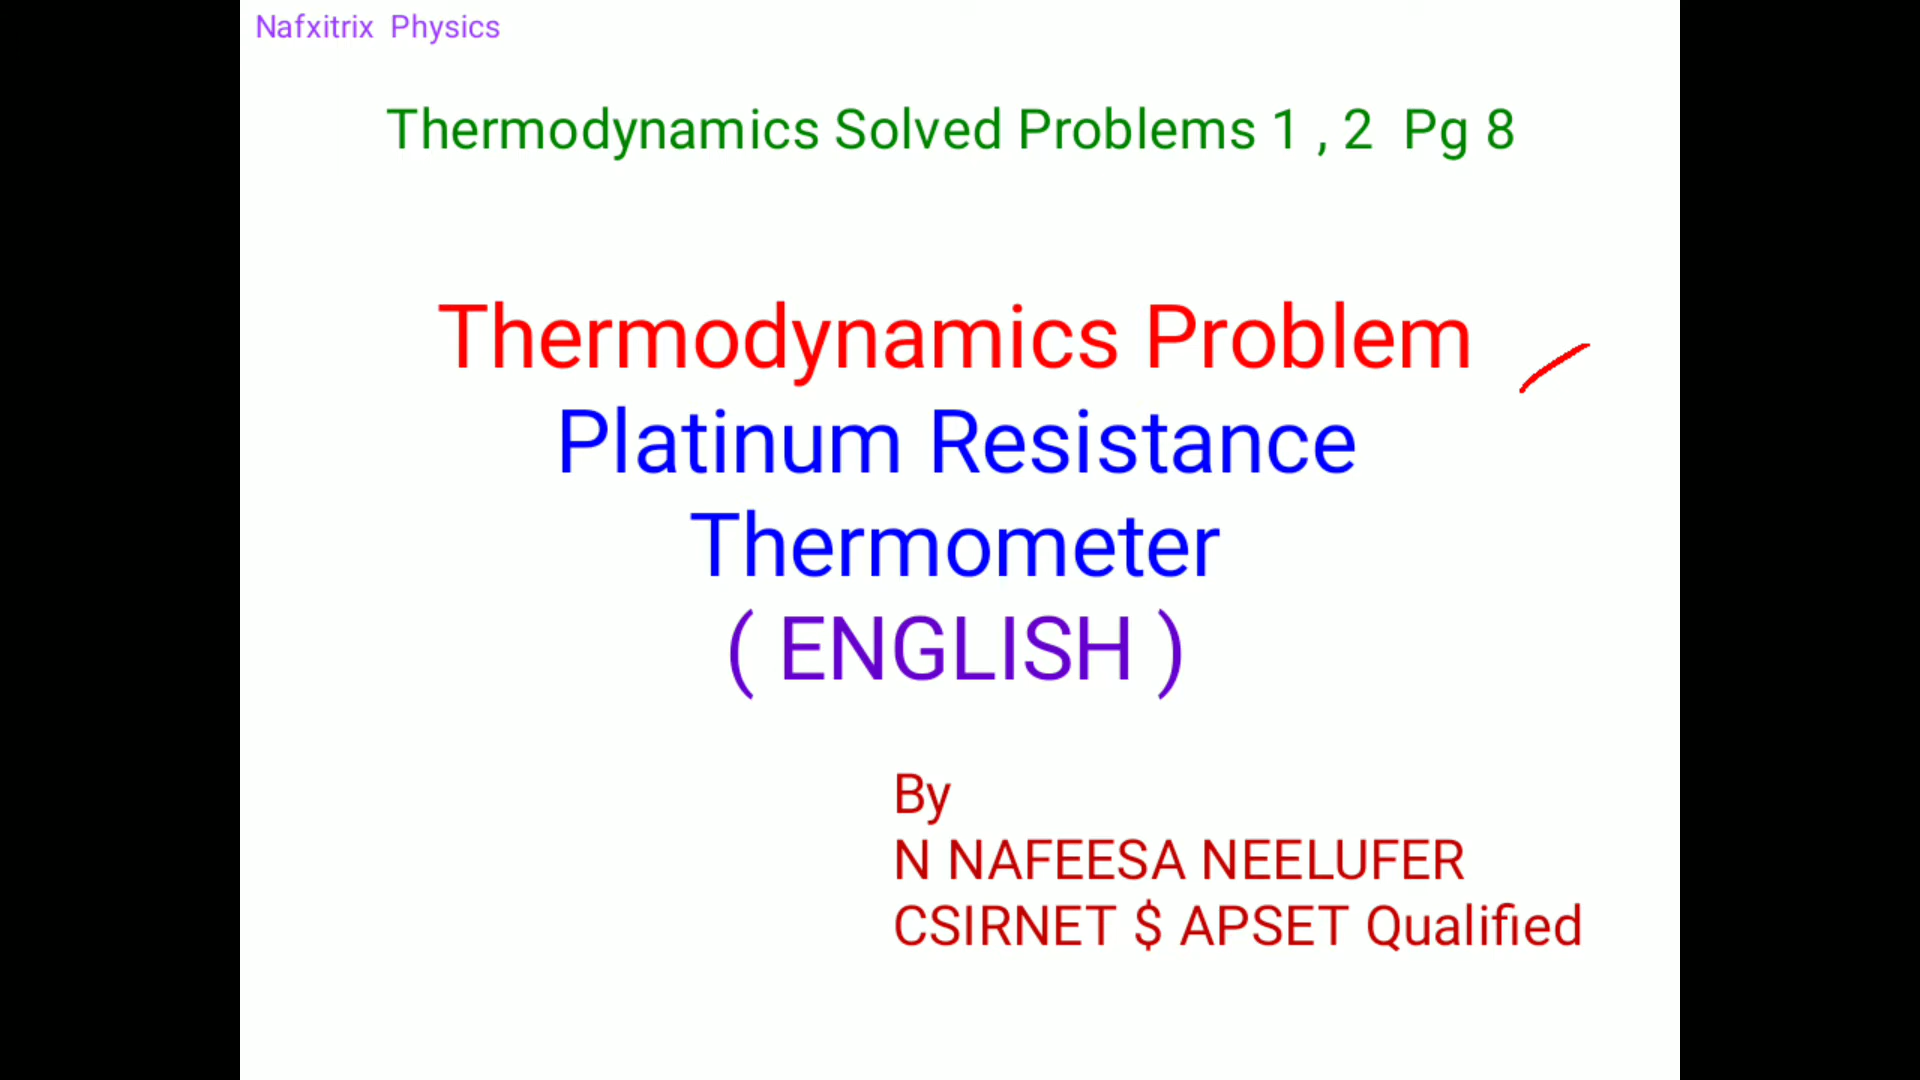 Nafxitrix Physics
Thermodynamics Solved Problems 1 , 2 Pg 8
Thermodynamics Problem
Platinum Resistance
Thermometer
( ENGLISH )
By
N NAFEESA NEELUFER
CSIRNET $ APSET Qualified